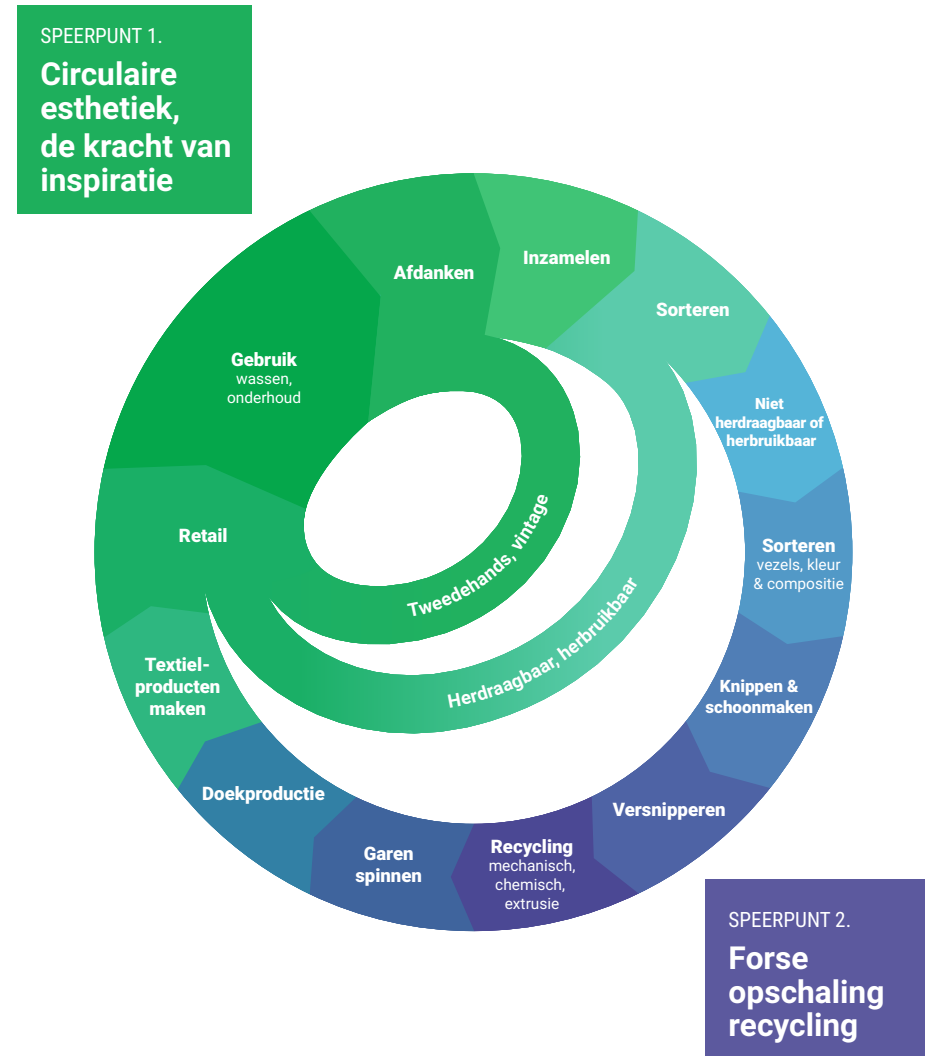 SPEERPUNT 1.
Circulaire
esthetiek,
de kracht van
inspiratie
Afdanken
Inzamelen
Sorteren
Gebruik
wassen,
onderhoud
Niet
herdraagbaar of
herbruikbaar
Retail
Tweedehands, vintage
Sorteren
vezels, kleur
& compositie
Herdraagbaar, herbruikbaar
Textiel-
producten
maken
Knippen &
schoonmaken
Doekproductie
Versnipperen
Garen
spinnen
Recycling
mechanisch,
chemisch,
extrusie
SPEERPUNT 2.
Forse
opschaling
recycling